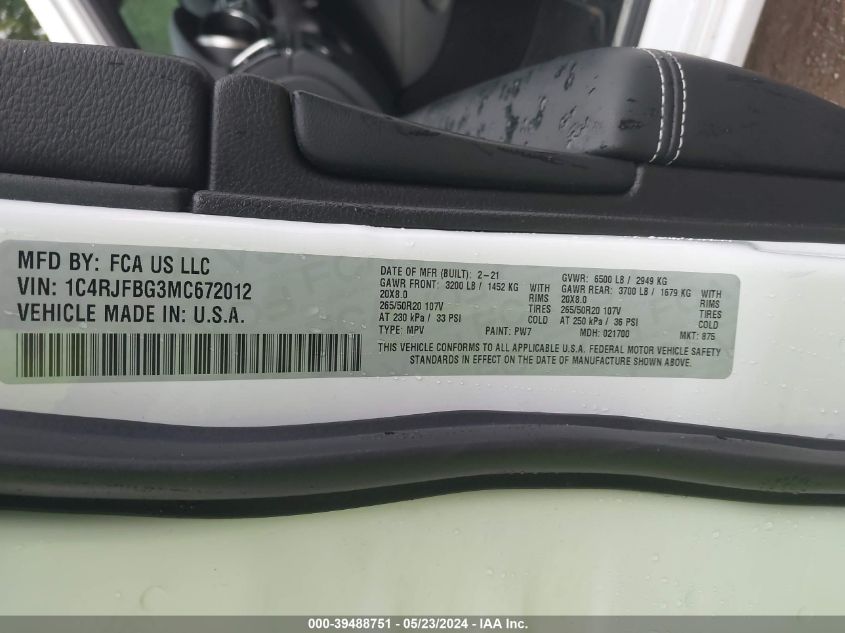 MFD BY: FCA US LLC
VIN: 1C4RJFBG3MC672012
VEHICLE MADE IN: U.S.A.
DATE OF MFR (BUILT): 2-21
GAWR FRONT: 3200 LB / 1452 KG
WITH
20X8.0
RIMS
265/50R20 107V
TIRES
AT 230 kPa / 33 PSI
COLD
TYPE: MPV
PAINT: PW7
GVWR: 6500 LB / 2949 KG
GAWR REAR: 3700 LB / 1679 KG
WITH
20X8.0
RIMS
265/50R20 107V
TIRES
AT 250 kPa / 36 PSI
COLD
MDH: 021700
MKT: 875
THIS VEHICLE CONFORMS TO ALL APPLICABLE U.S.A. FEDERAL MOTOR VEHICLE SAFETY
STANDARDS IN EFFECT ON THE DATE OF MANUFACTURE SHOWN ABOVE.
000-39488751 - 05/23/2024 - IAA Inc.